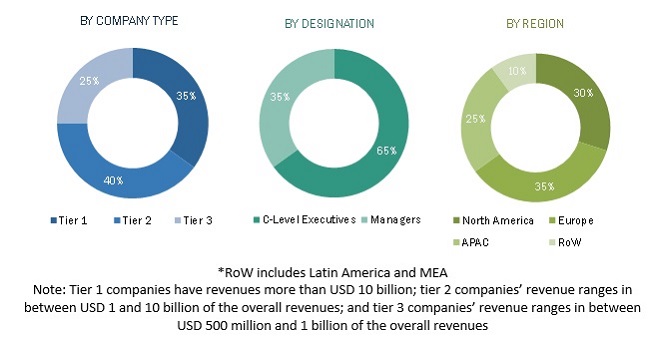 BY COMPANY TYPE
25%
35%
40%
Tier 1 Tier 2 Tier 3
BY DESIGNATION
35%
65%
C-Level Executives Managers
BY REGION
10%
30%
25%
35%
North America Europe
APAC RoW
*RoW includes Latin America and MEA
Note: Tier 1 companies have revenues more than USD 10 billion; tier 2 companies’ revenue ranges in
between USD 1 and 10 billion of the overall revenues; and tier 3 companies’ revenue ranges in between
USD 500 million and 1 billion of the overall revenues